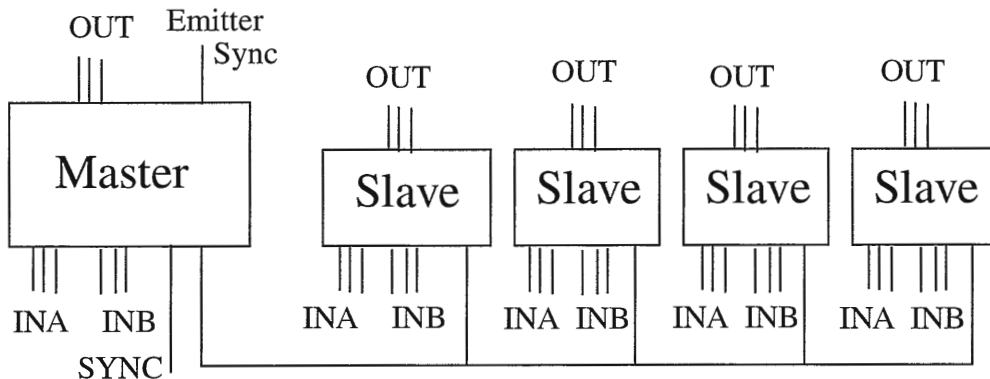 OUT
Emitter
Sync
OUT
OUT
OUT
OUT
Master
Slave
Slave
Slave
Slave
INA
INB
SYNC
INA
INB
INA
INB
INA
INB
INA
INB